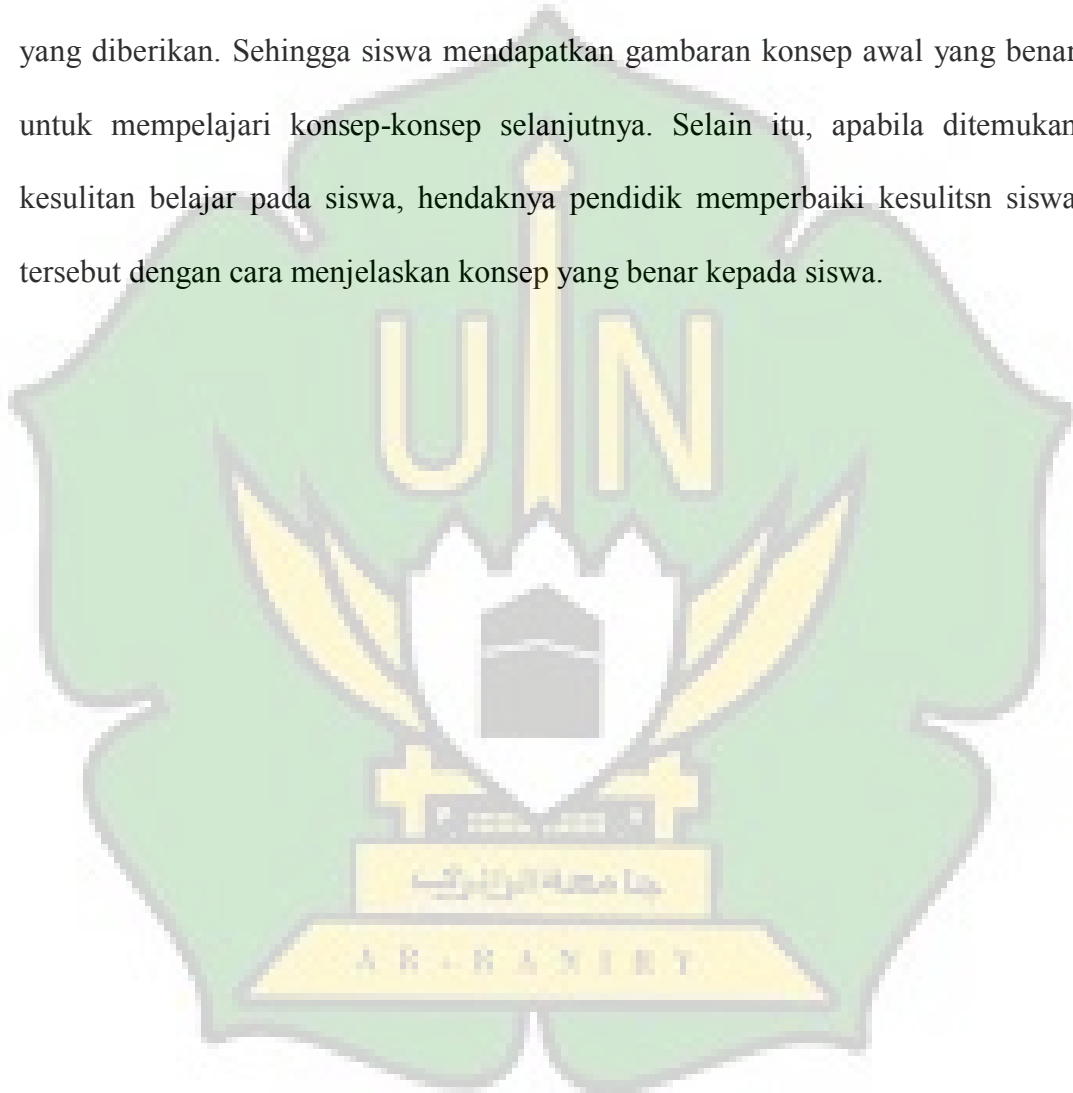 yang diberikan. Sehingga siswa mendapatkan gambaran konsep awal yang benar
untuk mempelajari konsep-konsep selanjutnya. Selain itu, apabila ditemukan
kesulitan belajar pada siswa, hendaknya pendidik memperbaiki kesulitsn siswa
tersebut dengan cara menjelaskan konsep yang benar kepada siswa.
U N
جامعة الرانري
AR-RANIRY